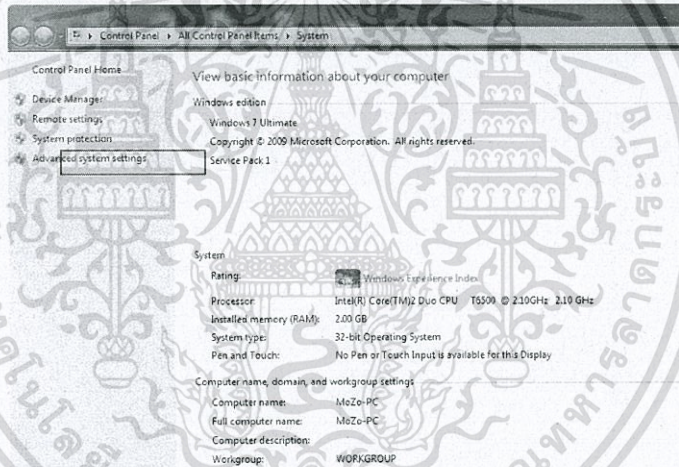 Control Panel ▸ All Control Panel Items ▸ System
Control Panel Home
Device Manager
Remote settings
System protection
Advanced system settings
View basic information about your computer
Windows edition
Windows 7 Ultimate
Copyright © 2009 Microsoft Corporation. All rights reserved.
Service Pack 1
System
Rating: Windows Experience Index
Processor: Intel(R) Core(TM)2 Duo CPU T6500 @ 2.10GHz 2.10 GHz
Installed memory (RAM): 2.00 GB
System type: 32-bit Operating System
Pen and Touch: No Pen or Touch Input is available for this Display
Computer name, domain, and workgroup settings
Computer name: MoZo-PC
Full computer name: MoZo-PC
Computer description:
Workgroup: WORKGROUP